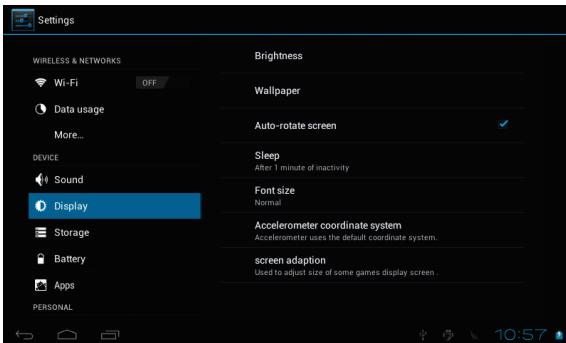 Settings
WIRELESS & NETWORKS
Wi-Fi
OFF
Data usage
More...
DEVICE
Sound
Display
Storage
Battery
Apps
PERSONAL
Brightness
Wallpaper
Auto-rotate screen
Sleep
After 1 minute of inactivity
Font size
Normal
Accelerometer coordinate system
Accelerometer uses the default coordinate system.
screen adaption
Used to adjust size of some games display screen .
10:57